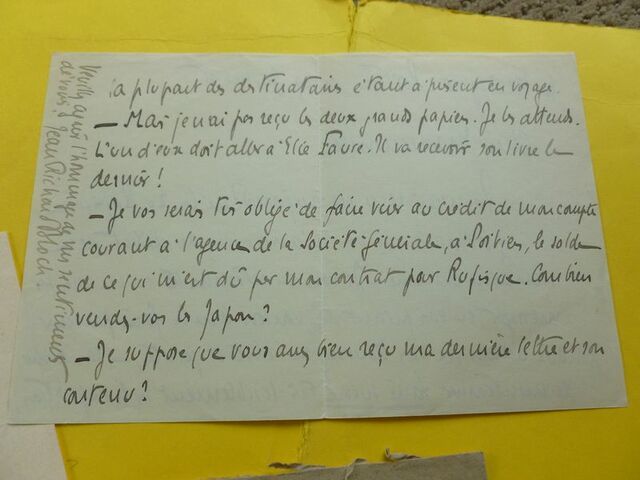 la plupart des destinataires étant à présent en voyage.
— Mais je n'ai pas reçu les deux grands papiers. Je les attends.
L'un d'eux doit aller à Elie Faure. Il va recevoir son livre le
dernier !
— Je vous serais très obligé de faire virer au crédit de mon compte
courant à l'agence de la Société Générale, à Poitiers, le solde
de ce qui m'est dû par mon contrat pour Rufisque. Combien
vendez-vous les Japon ?
— Je suppose que vous avez bien reçu ma dernière lettre et son
contenu ?
Veuillez agréer l'hommage de mes sentiments
dévoués, Jean Richard Bloch.